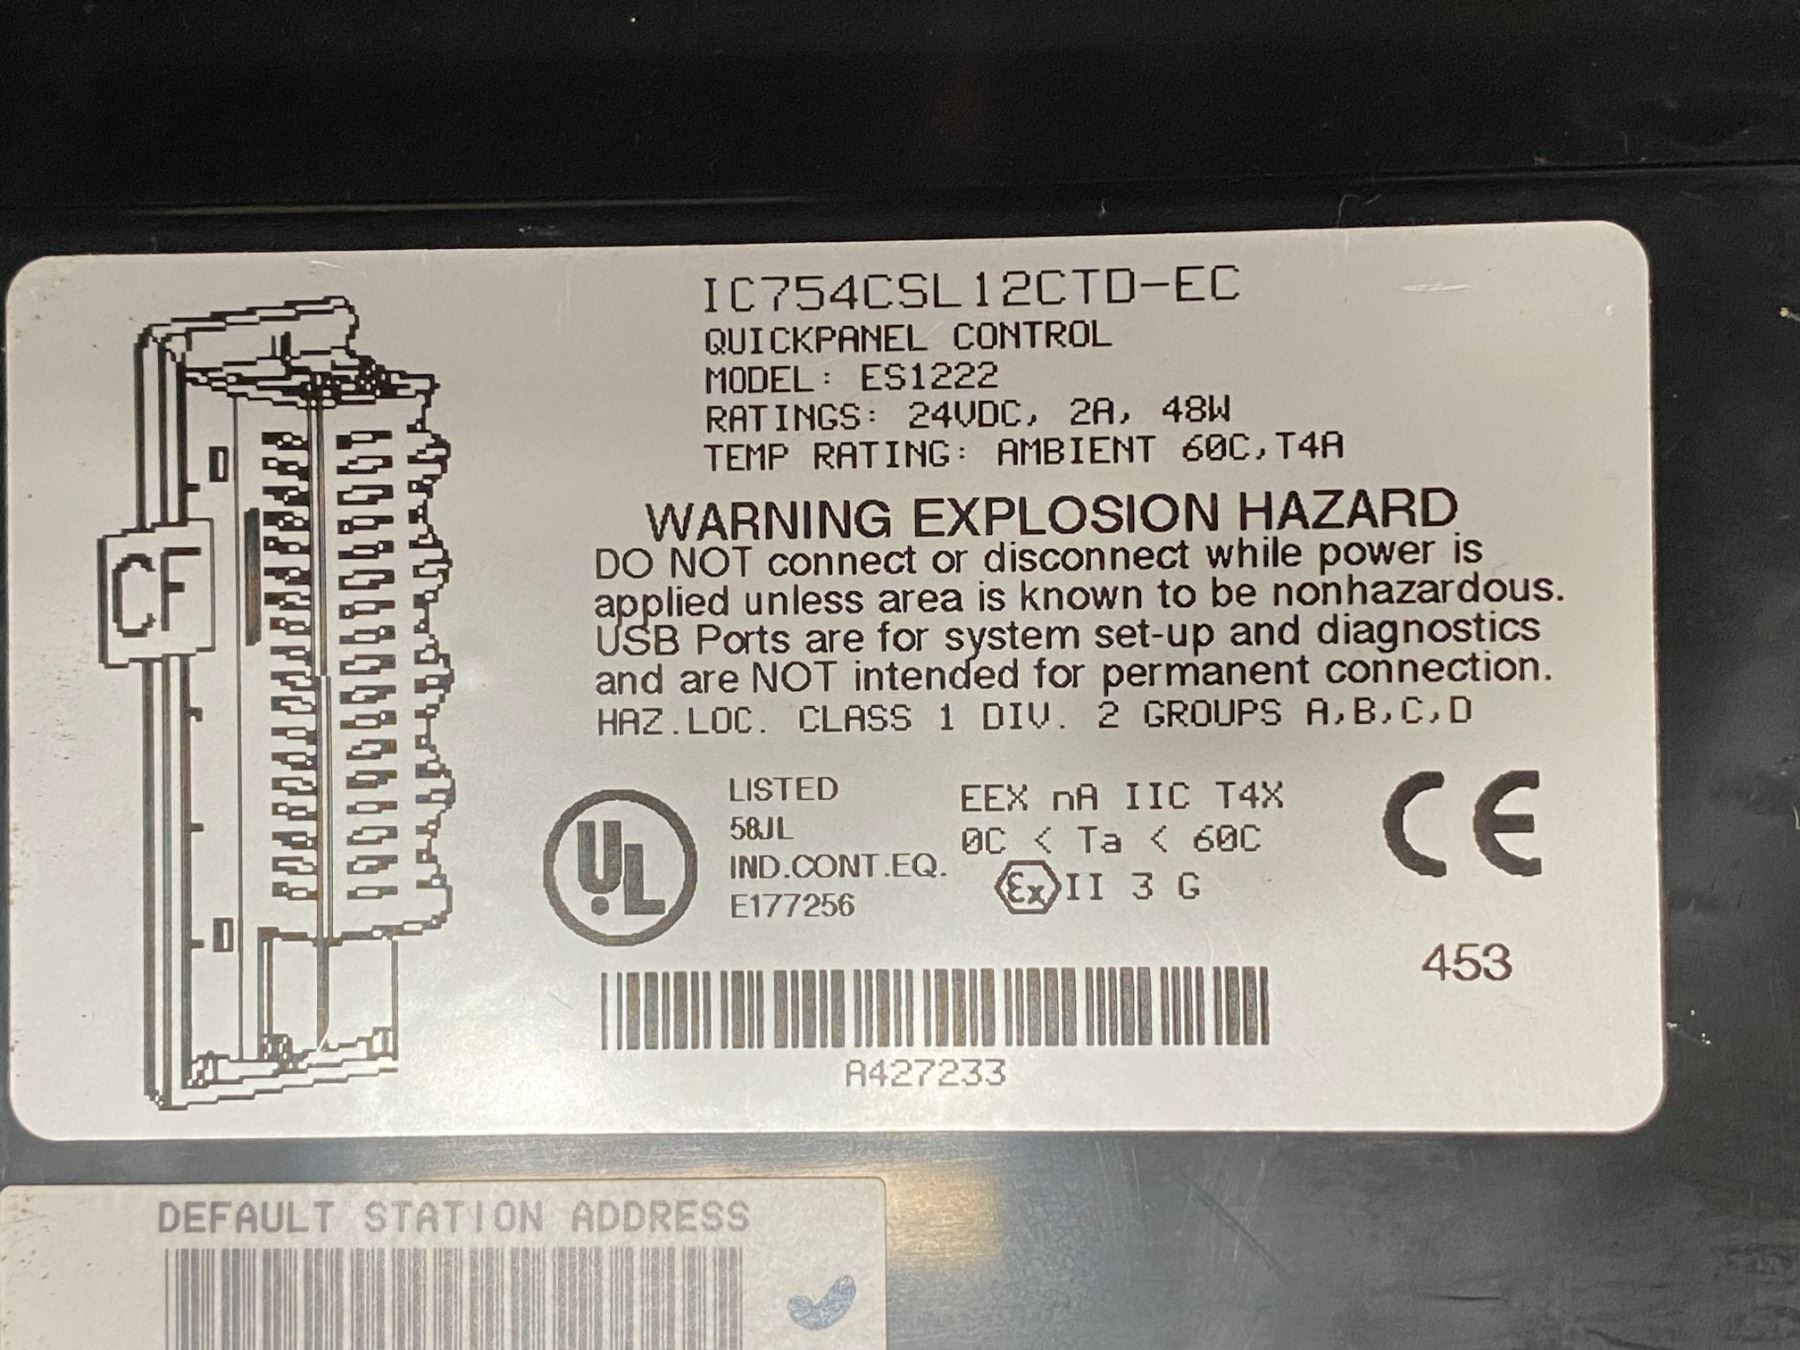 IC754CSL12CTD-EC
QUICKPANEL CONTROL
MODEL: ES1222
RATINGS: 24VDC, 2A, 48W
TEMP RATING: AMBIENT 60C,T4A
WARNING EXPLOSION HAZARD
DO NOT connect or disconnect while power is
applied unless area is known to be nonhazardous.
USB Ports are for system set-up and diagnostics
and are NOT intended for permanent connection.
HAZ.LOC. CLASS 1 DIV. 2 GROUPS A,B,C,D
CF
UL
LISTED
58JL
IND.CONT.EQ.
E177256
EEX nA IIC T4X
0C < Ta < 60C
Ex II 3 G
CE
453
A427233
DEFAULT STATION ADDRESS